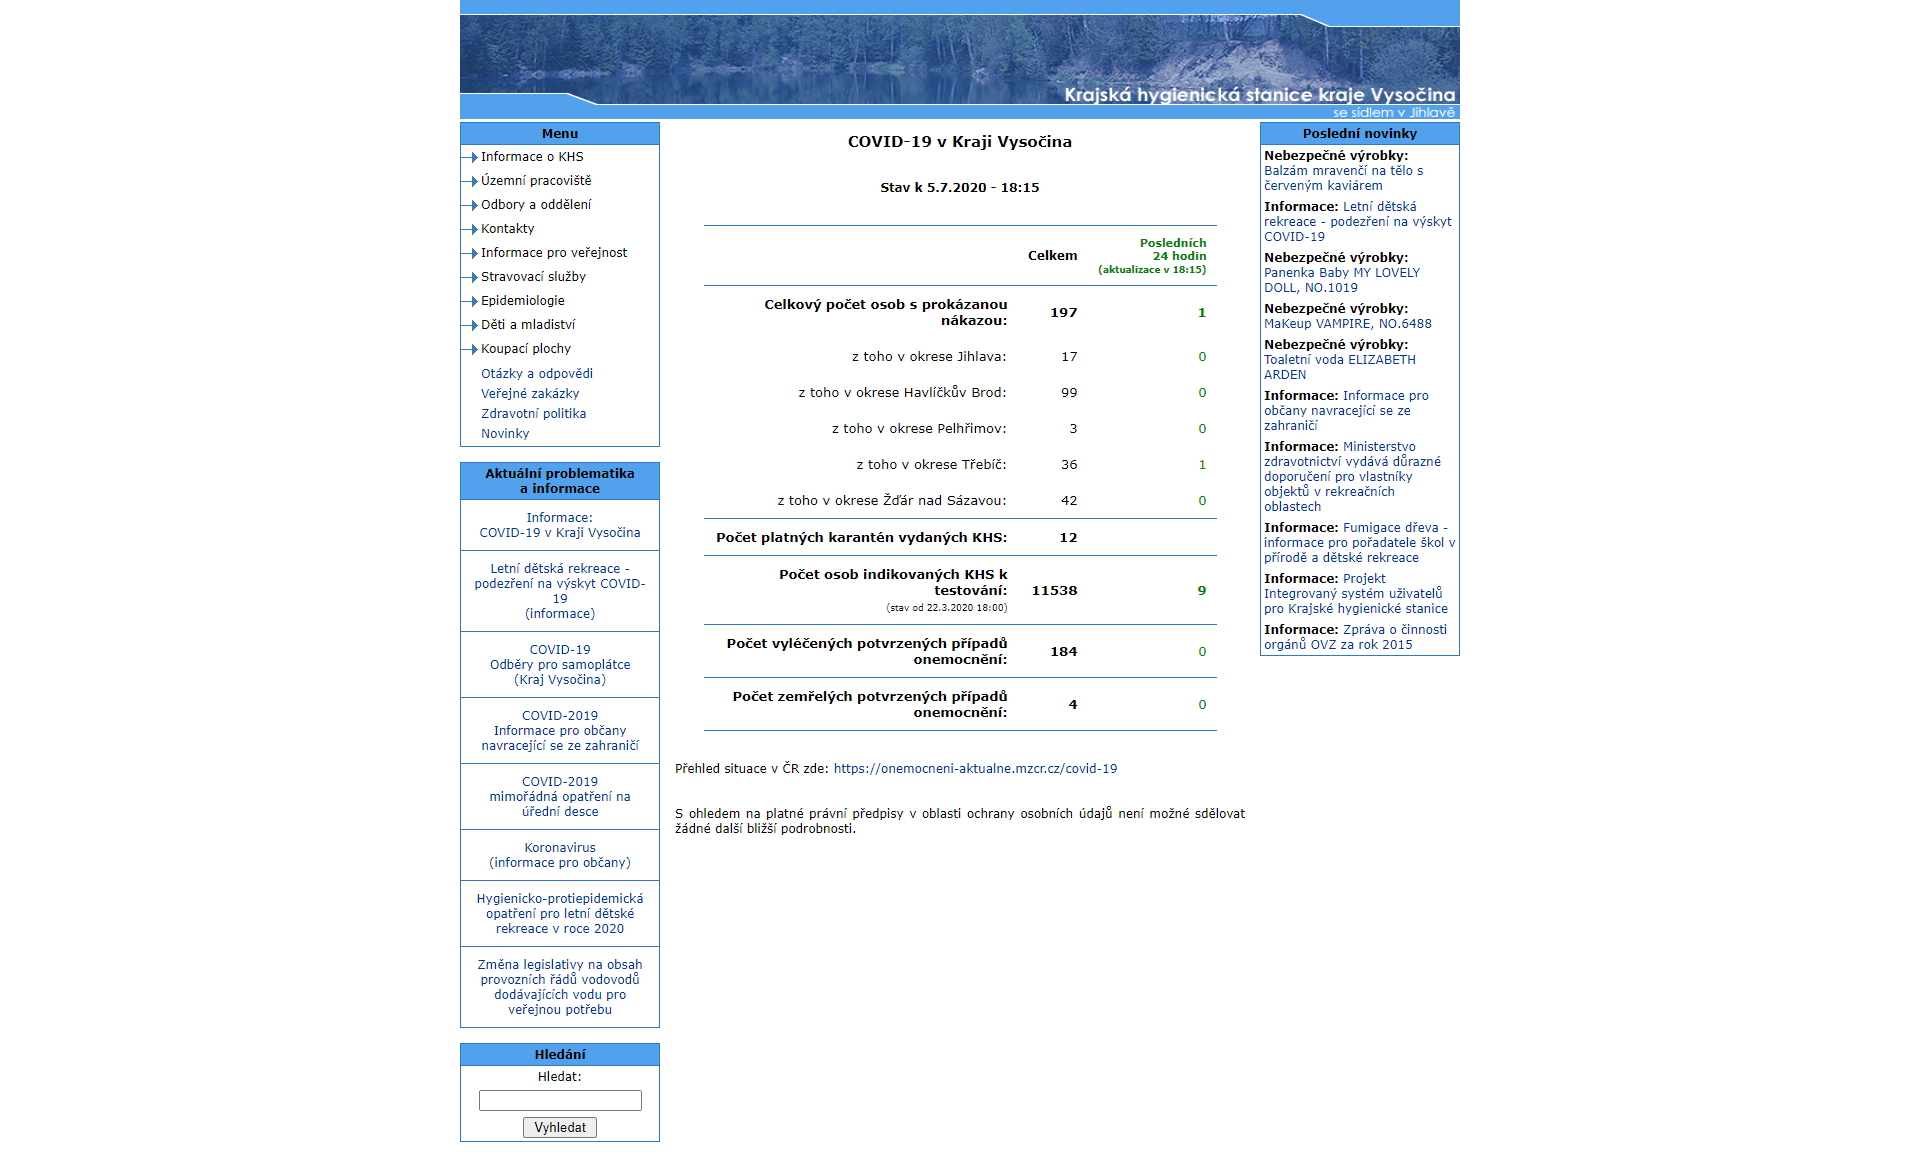 Krajská hygienická stanice kraje Vysočina
se sídlem v Jihlavě
Menu
Informace o KHS
Územní pracoviště
Odbory a oddělení
Kontakty
Informace pro veřejnost
Stravovací služby
Epidemiologie
Děti a mladiství
Koupací plochy
Otázky a odpovědi
Veřejné zakázky
Zdravotní politika
Novinky
Aktuální problematika
a informace
Informace:
COVID-19 v Kraji Vysočina
Letní dětská rekreace -
podezření na výskyt COVID-
19
(informace)
COVID-19
Odběry pro samoplátce
(Kraj Vysočina)
COVID-2019
Informace pro občany
navracející se ze zahraničí
COVID-2019
mimořádná opatření na
úřední desce
Koronavirus
(informace pro občany)
Hygienicko-protiepidemická
opatření pro letní dětské
rekreace v roce 2020
Změna legislativy na obsah
provozních řádů vodovodů
dodávajících vodu pro
veřejnou potřebu
Hledání
Hledat:
Vyhledat
COVID-19 v Kraji Vysočina
Stav k 5.7.2020 - 18:15
Celkem
Posledních
24 hodin
(aktualizace v 18:15)
Celkový počet osob s prokázanou
nákazou: 197 1
z toho v okrese Jihlava: 17 0
z toho v okrese Havlíčkův Brod: 99 0
z toho v okrese Pelhřimov: 3 0
z toho v okrese Třebíč: 36 1
z toho v okrese Žďár nad Sázavou: 42 0
Počet platných karantén vydaných KHS: 12
Počet osob indikovaných KHS k
testování: 11538 9
(stav od 22.3.2020 18:00)
Počet vyléčených potvrzených případů
onemocnění: 184 0
Počet zemřelých potvrzených případů
onemocnění: 4 0
Přehled situace v ČR zde: https://onemocneni-aktualne.mzcr.cz/covid-19
S ohledem na platné právní předpisy v oblasti ochrany osobních údajů není možné sdělovat
žádné další bližší podrobnosti.
Poslední novinky
Nebezpečné výrobky:
Balzám mravenčí na tělo s
červeným kaviárem
Informace: Letní dětská
rekreace - podezření na výskyt
COVID-19
Nebezpečné výrobky:
Panenka Baby MY LOVELY
DOLL, NO.1019
Nebezpečné výrobky:
MaKeup VAMPIRE, NO.6488
Nebezpečné výrobky:
Toaletní voda ELIZABETH
ARDEN
Informace: Informace pro
občany navracející se ze
zahraničí
Informace: Ministerstvo
zdravotnictví vydává důrazné
doporučení pro vlastníky
objektů v rekreačních
oblastech
Informace: Fumigace dřeva -
informace pro pořadatele škol v
přírodě a dětské rekreace
Informace: Projekt
Integrovaný systém uživatelů
pro Krajské hygienické stanice
Informace: Zpráva o činnosti
orgánů OVZ za rok 2015